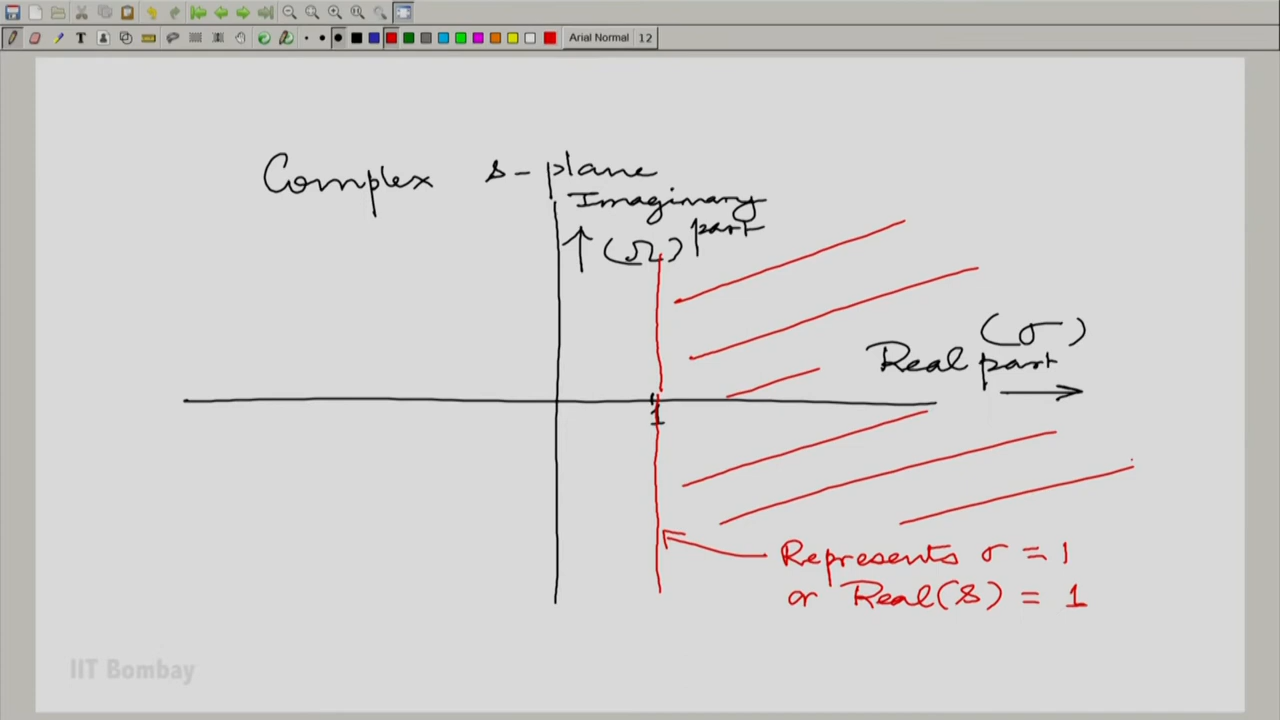 Arial Normal 12
Complex s-plane
Imaginary
part
(Ω)
(σ)
Real part
1
Represents σ = 1
or Real(s) = 1
IIT Bombay